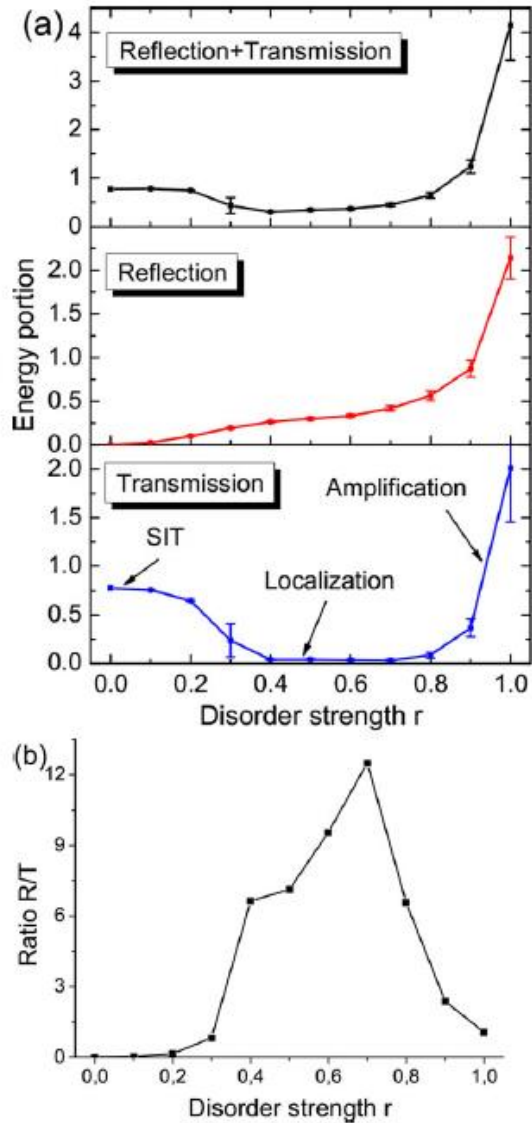 (a)
4
Reflection+Transmission
3
2
1
0
2.0
Reflection
1.5
1.0
0.5
0.0
Energy portion
2.0
Transmission
Amplification
1.5
SIT
1.0
Localization
0.5
0.0
0.0 0.2 0.4 0.6 0.8 1.0
Disorder strength r
(b)
12
9
6
3
0
Ratio R/T
0,0 0,2 0,4 0,6 0,8 1,0
Disorder strength r